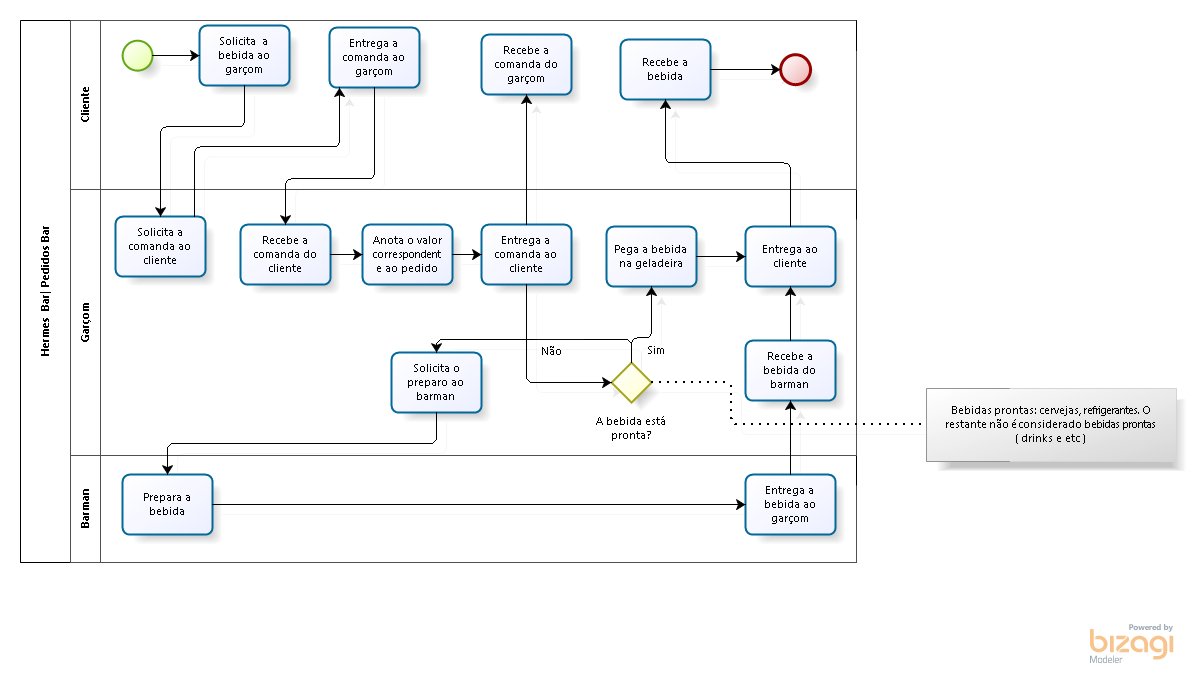 Hermes Bar| Pedidos Bar
Cliente
Solicita a
bebida ao
garçom
Entrega a
comanda ao
garçom
Recebe a
comanda do
garçom
Recebe a
bebida
Garçom
Solicita a
comanda ao
cliente
Recebe a
comanda do
cliente
Anota o valor
correspondent
e ao pedido
Entrega a
comanda ao
cliente
Pega a bebida
na geladeira
Entrega ao
cliente
Não
Sim
Solicita o
preparo ao
barman
A bebida está
pronta?
Recebe a
bebida do
barman
Bebidas prontas: cervejas, refrigerantes. O
restante não é considerado bebidas prontas
( drinks e etc )
Barman
Prepara a
bebida
Entrega a
bebida ao
garçom
Powered by
bizagi
Modeler